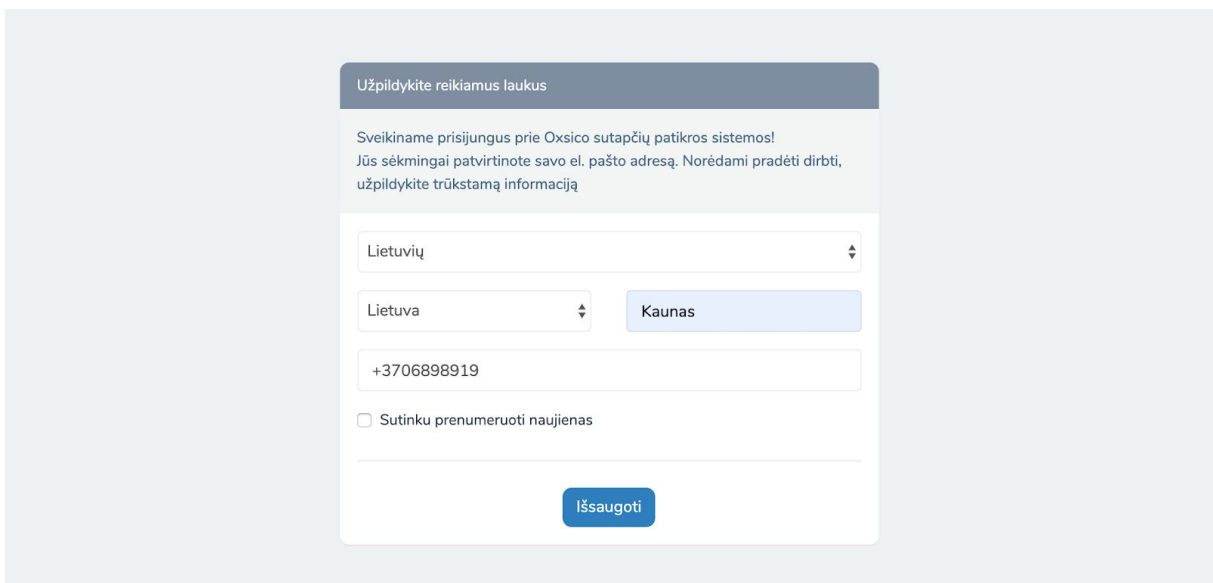 Užpildykite reikiamus laukus
Sveikiname prisijungus prie Oxsico sutapčių patikros sistemos!
Jūs sėkmingai patvirtinote savo el. pašto adresą. Norėdami pradėti dirbti,
užpildykite trūkstamą informaciją
Lietuvių
Lietuva
Kaunas
+3706898919
Sutinku prenumeruoti naujienas
Išsaugoti